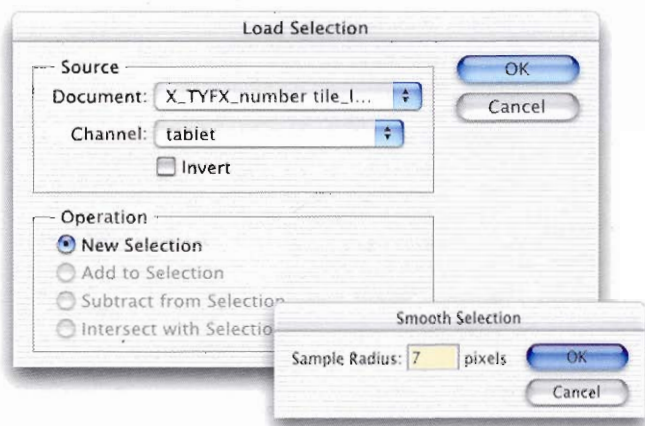 Load Selection
Source
Document: X_TYFX_number tile_l...
Channel: tablet
Invert
OK
Cancel
Operation
New Selection
Add to Selection
Subtract from Selection
Intersect with Selectio
Smooth Selection
Sample Radius: 7 pixels
OK
Cancel